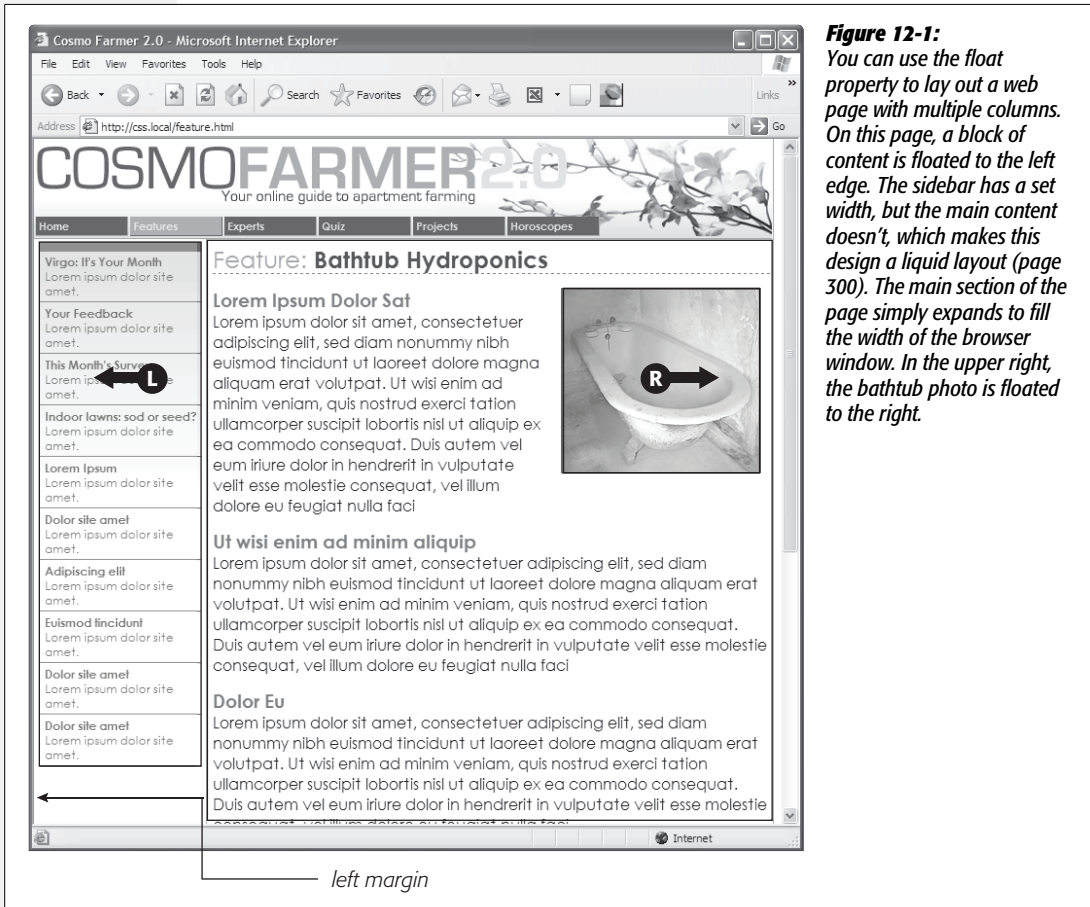 Cosmo Farmer 2.0 - Microsoft Internet Explorer
File Edit View Favorites Tools Help
Back Search Favorites Links
Address http://css.local/feature.html Go
COSMOFARMER2.0
Your online guide to apartment farming
Home Features Experts Quiz Projects Horoscopes
Virgo: It's Your Month
Lorem ipsum dolor site
amet.
Your Feedback
Lorem ipsum dolor site
amet.
This Month's Survey
Lorem dolor site
amet.
Indoor lawns: sod or seed?
Lorem ipsum dolor site
amet.
Lorem Ipsum
Lorem ipsum dolor site
amet.
Dolor site amet
Lorem ipsum dolor site
amet.
Adipiscing elit
Lorem ipsum dolor site
amet.
Euismod tincidunt
Lorem ipsum dolor site
amet.
Dolor site amet
Lorem ipsum dolor site
amet.
Dolor site amet
Lorem ipsum dolor site
amet.
L
Feature: Bathtub Hydroponics
Lorem Ipsum Dolor Sat
Lorem ipsum dolor sit amet, consectetuer
adipiscing elit, sed diam nonummy nibh
euismod tincidunt ut laoreet dolore magna
aliquam erat volutpat. Ut wisi enim ad
minim veniam, quis nostrud exerci tation
ullamcorper suscipit lobortis nisl ut aliquip ex
ea commodo consequat. Duis autem vel
eum iriure dolor in hendrerit in vulputate
velit esse molestie consequat, vel illum
dolore eu feugiat nulla faci
R
Ut wisi enim ad minim aliquip
Lorem ipsum dolor sit amet, consectetuer adipiscing elit, sed diam
nonummy nibh euismod tincidunt ut laoreet dolore magna aliquam erat
volutpat. Ut wisi enim ad minim veniam, quis nostrud exerci tation
ullamcorper suscipit lobortis nisl ut aliquip ex ea commodo consequat.
Duis autem vel eum iriure dolor in hendrerit in vulputate velit esse molestie
consequat, vel illum dolore eu feugiat nulla faci
Dolor Eu
Lorem ipsum dolor sit amet, consectetuer adipiscing elit, sed diam
nonummy nibh euismod tincidunt ut laoreet dolore magna aliquam erat
volutpat. Ut wisi enim ad minim veniam, quis nostrud exerci tation
ullamcorper suscipit lobortis nisl ut aliquip ex ea commodo consequat.
Duis autem vel eum iriure dolor in hendrerit in vulputate velit esse molestie
Internet
left margin
Figure 12-1:
You can use the float
property to lay out a web
page with multiple columns.
On this page, a block of
content is floated to the left
edge. The sidebar has a set
width, but the main content
doesn't, which makes this
design a liquid layout (page
300). The main section of the
page simply expands to fill
the width of the browser
window. In the upper right,
the bathtub photo is floated
to the right.